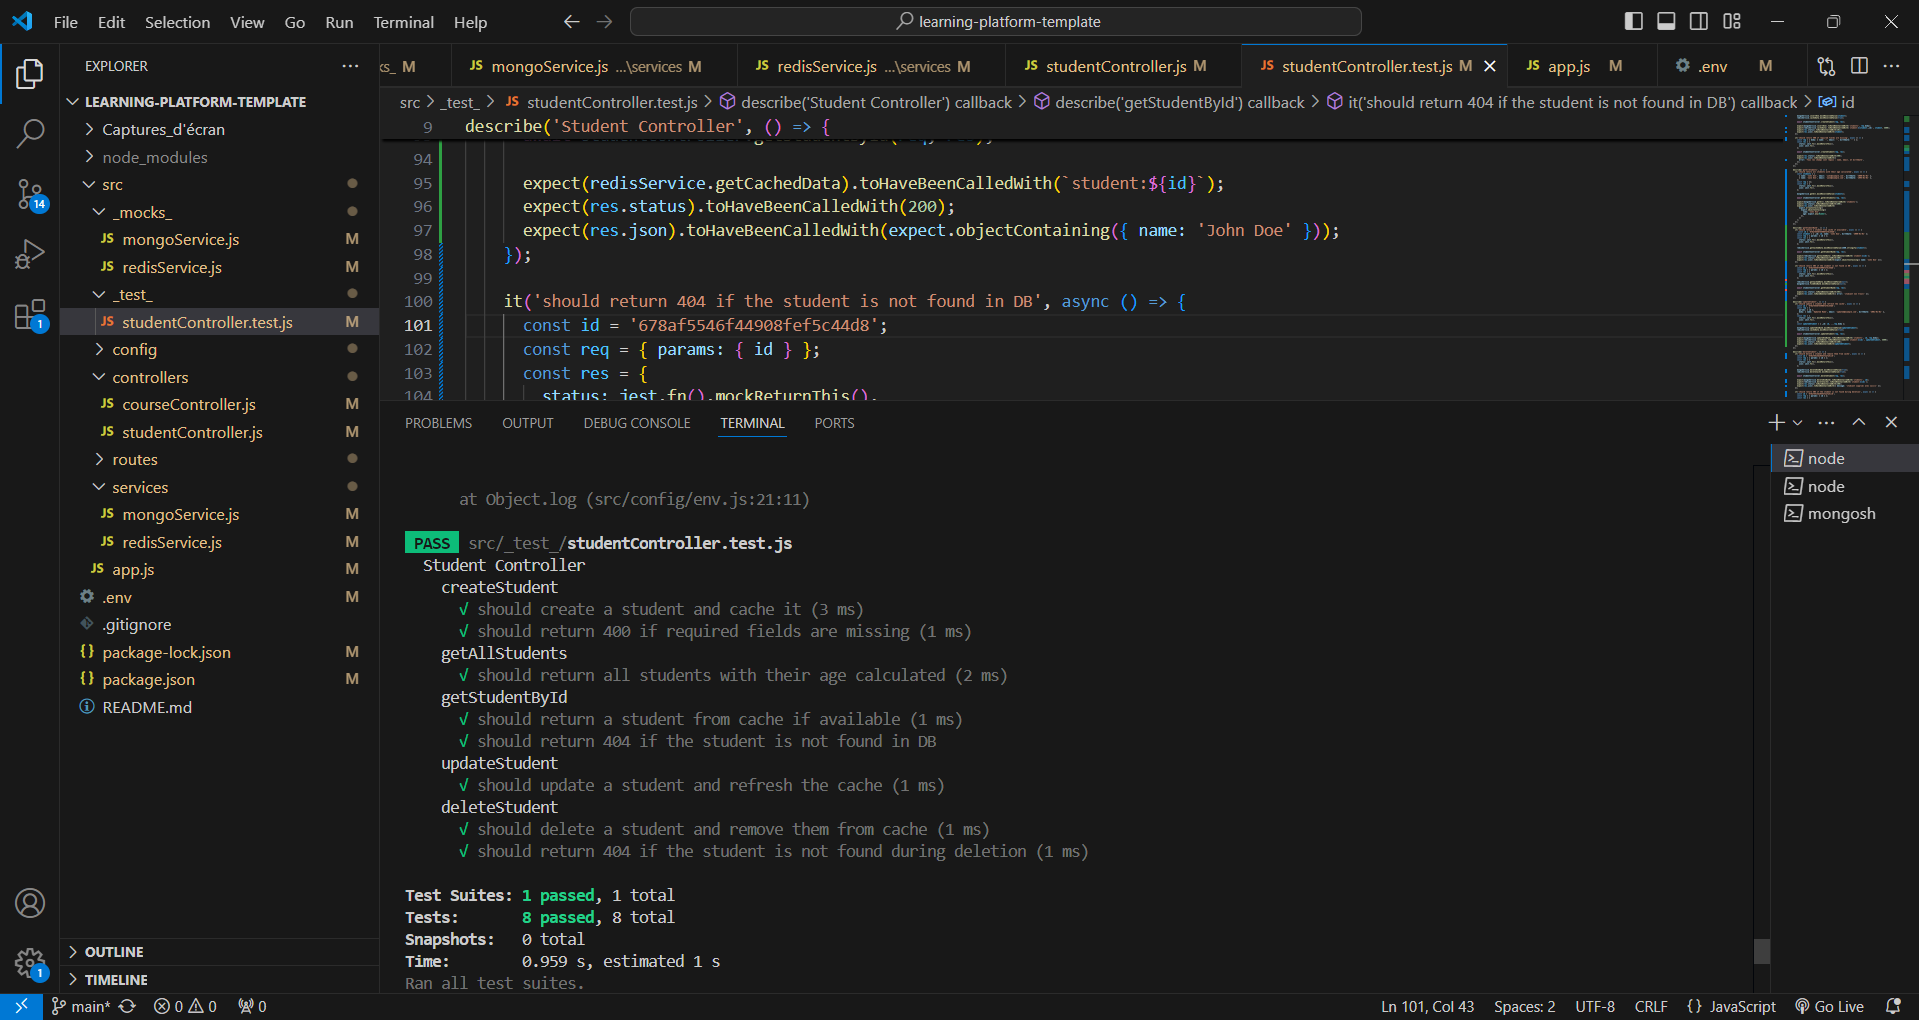 File Edit Selection View Go Run Terminal Help
learning-platform-template
EXPLORER
LEARNING-PLATFORM-TEMPLATE
Captures_d'écran
node_modules
src
_mocks_
JS mongoService.js M
JS redisService.js M
_test_
JS studentController.test.js M
config
controllers
JS courseController.js M
JS studentController.js M
routes
services
JS mongoService.js M
JS redisService.js M
JS app.js M
.env M
.gitignore
{} package-lock.json M
{} package.json M
README.md
OUTLINE
TIMELINE
14
1
1
ks_ M
JS mongoService.js ...\services M
JS redisService.js ...\services M
JS studentController.js M
JS studentController.test.js M
JS app.js M
.env M
src > _test_ > JS studentController.test.js > describe('Student Controller') callback > describe('getStudentById') callback > it('should return 404 if the student is not found in DB') callback > id
9 describe('Student Controller', () => {
94
95 expect(redisService.getCachedData).toHaveBeenCalledWith(`student:${id}`);
96 expect(res.status).toHaveBeenCalledWith(200);
97 expect(res.json).toHaveBeenCalledWith(expect.objectContaining({ name: 'John Doe' }));
98 });
99
100 it('should return 404 if the student is not found in DB', async () => {
101 const id = '678af5546f44908fef5c44d8';
102 const req = { params: { id } };
103 const res = {
104 status: jest.fn().mockReturnThis(),
PROBLEMS OUTPUT DEBUG CONSOLE TERMINAL PORTS
node
node
mongosh
at Object.log (src/config/env.js:21:11)
PASS src/_test_/studentController.test.js
Student Controller
createStudent
√ should create a student and cache it (3 ms)
√ should return 400 if required fields are missing (1 ms)
getAllStudents
√ should return all students with their age calculated (2 ms)
getStudentById
√ should return a student from cache if available (1 ms)
√ should return 404 if the student is not found in DB
updateStudent
√ should update a student and refresh the cache (1 ms)
deleteStudent
√ should delete a student and remove them from cache (1 ms)
√ should return 404 if the student is not found during deletion (1 ms)
Test Suites: 1 passed, 1 total
Tests: 8 passed, 8 total
Snapshots: 0 total
Time: 0.959 s, estimated 1 s
Ran all test suites.
main* 0 0 0
Ln 101, Col 43 Spaces: 2 UTF-8 CRLF {} JavaScript Go Live